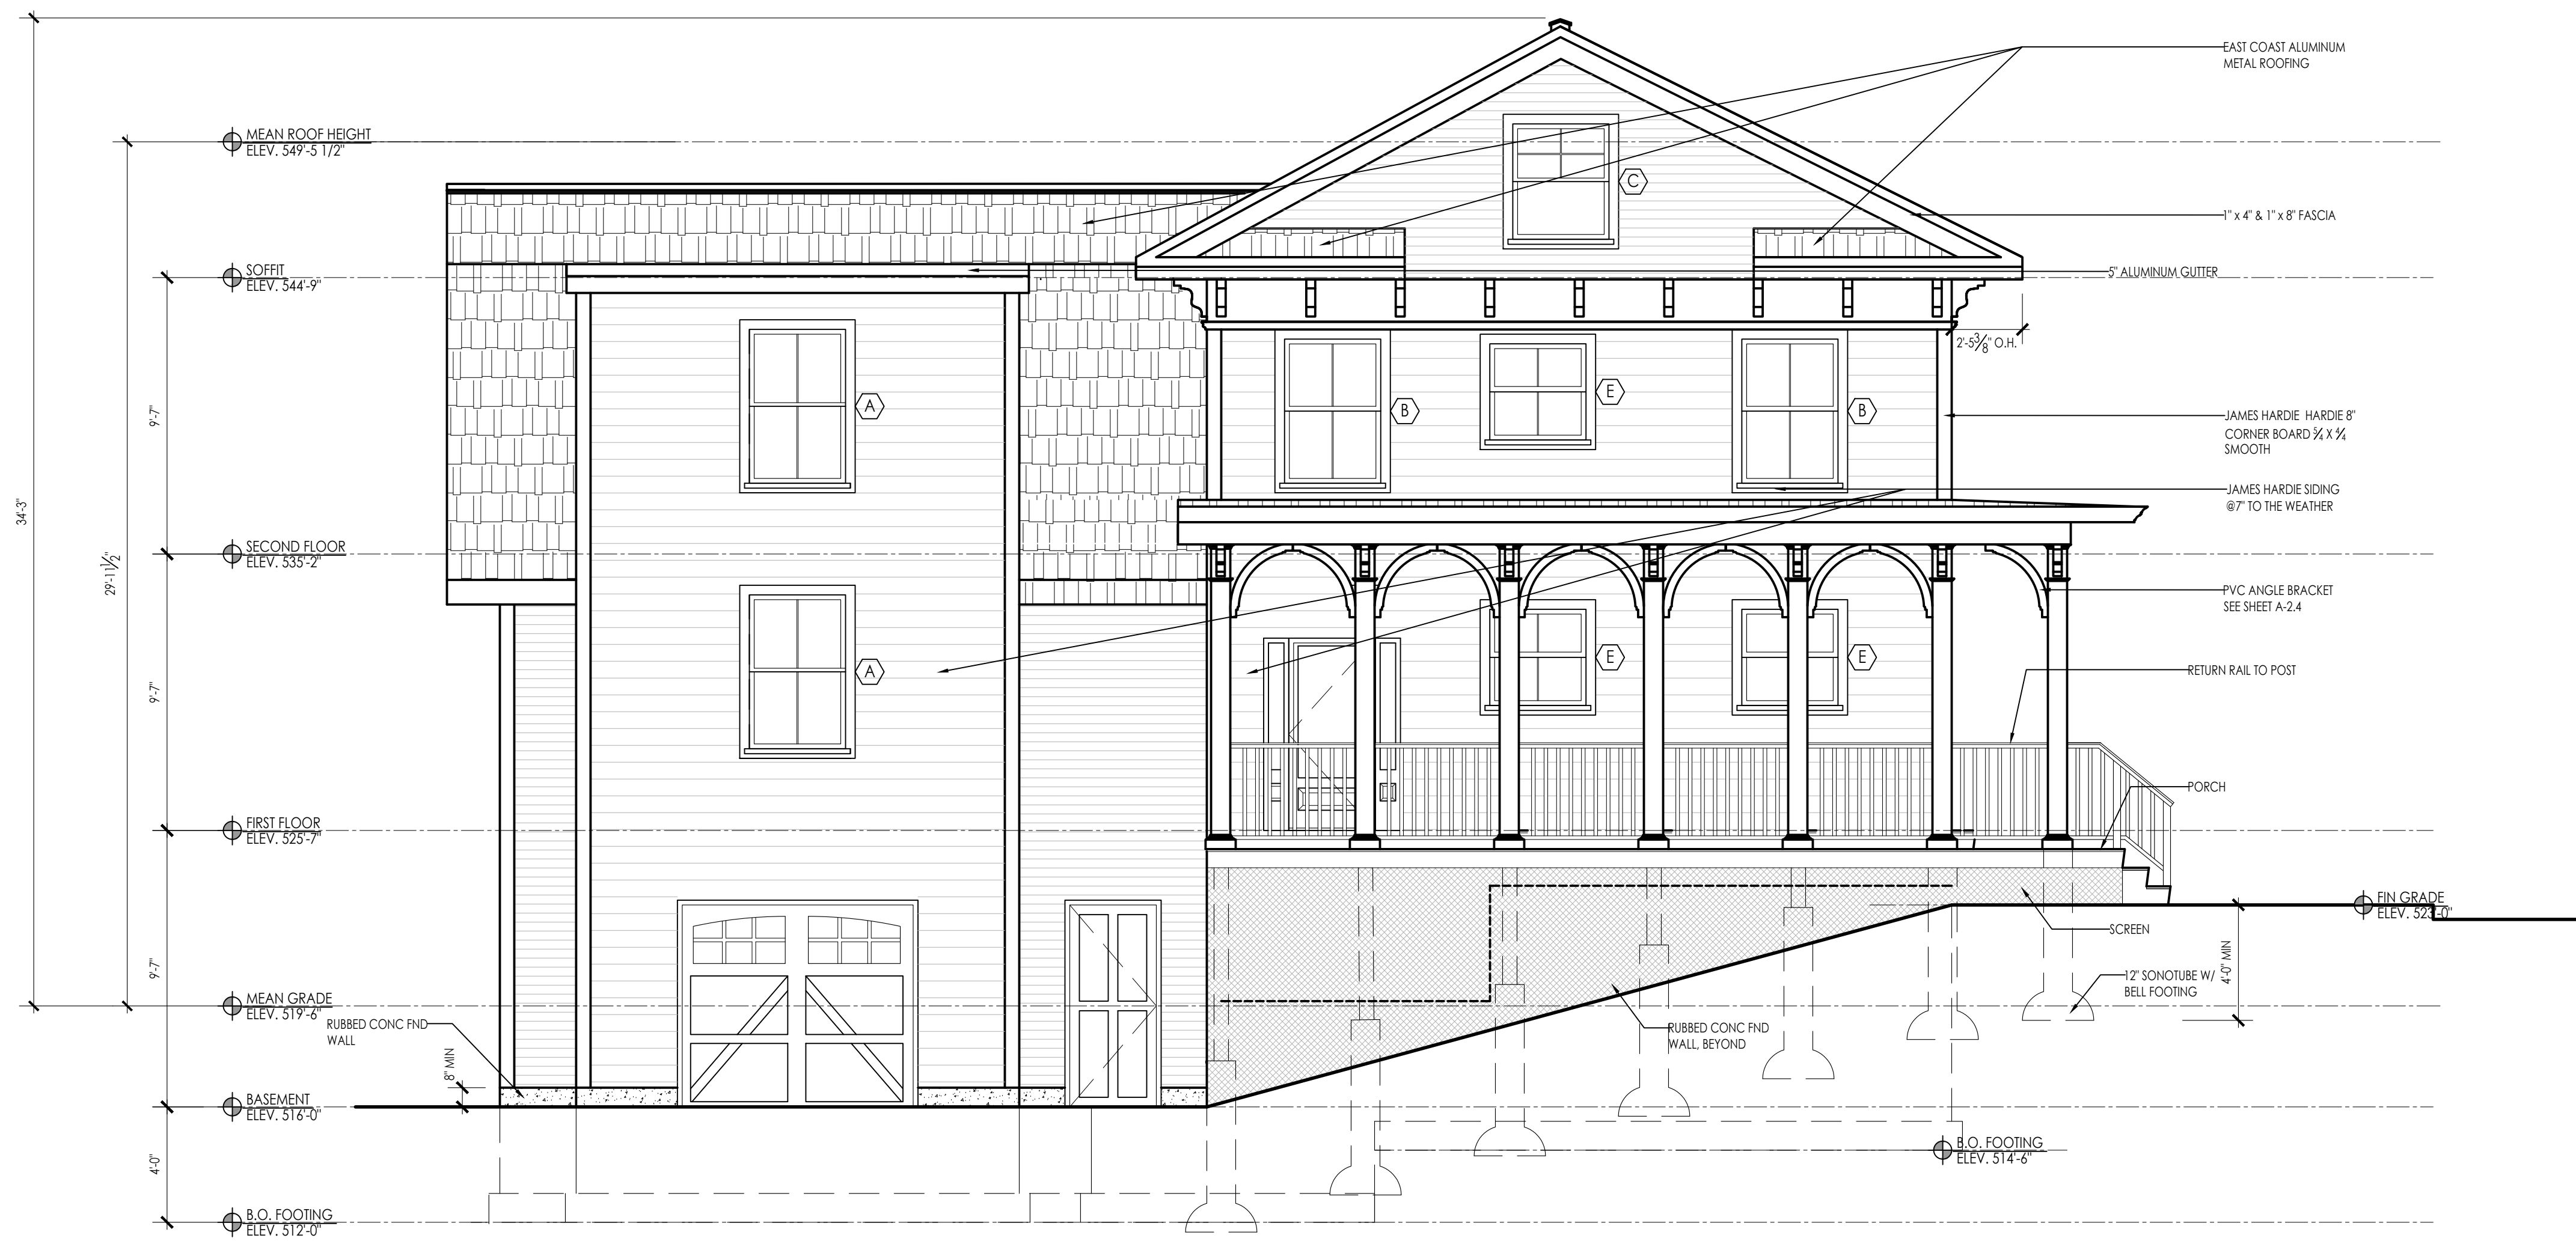 EAST COAST ALUMINUM
METAL ROOFING
MEAN ROOF HEIGHT
ELEV. 549'-5 1/2"
C
1" x 4" & 1" x 8" FASCIA
SOFFIT
ELEV. 544'-9"
5" ALUMINUM GUTTER
2'-5 3/8" O.H.
A
B
E
B
9'-7"
JAMES HARDIE HARDIE 8"
CORNER BOARD 5/4 X 4/4
SMOOTH
JAMES HARDIE SIDING
@7" TO THE WEATHER
34'-3"
29'-11 1/2"
SECOND FLOOR
ELEV. 535'-2"
PVC ANGLE BRACKET
SEE SHEET A-2.4
A
E
E
9'-7"
RETURN RAIL TO POST
PORCH
FIRST FLOOR
ELEV. 525'-7"
FIN GRADE
ELEV. 523'-0"
SCREEN
9'-7"
4'-0" MIN
12" SONOTUBE W/
BELL FOOTING
MEAN GRADE
ELEV. 519'-6"
RUBBED CONC FND
WALL
RUBBED CONC FND
WALL, BEYOND
8" MIN
BASEMENT
ELEV. 516'-0"
B.O. FOOTING
ELEV. 514'-6"
4'-0"
B.O. FOOTING
ELEV. 512'-0"